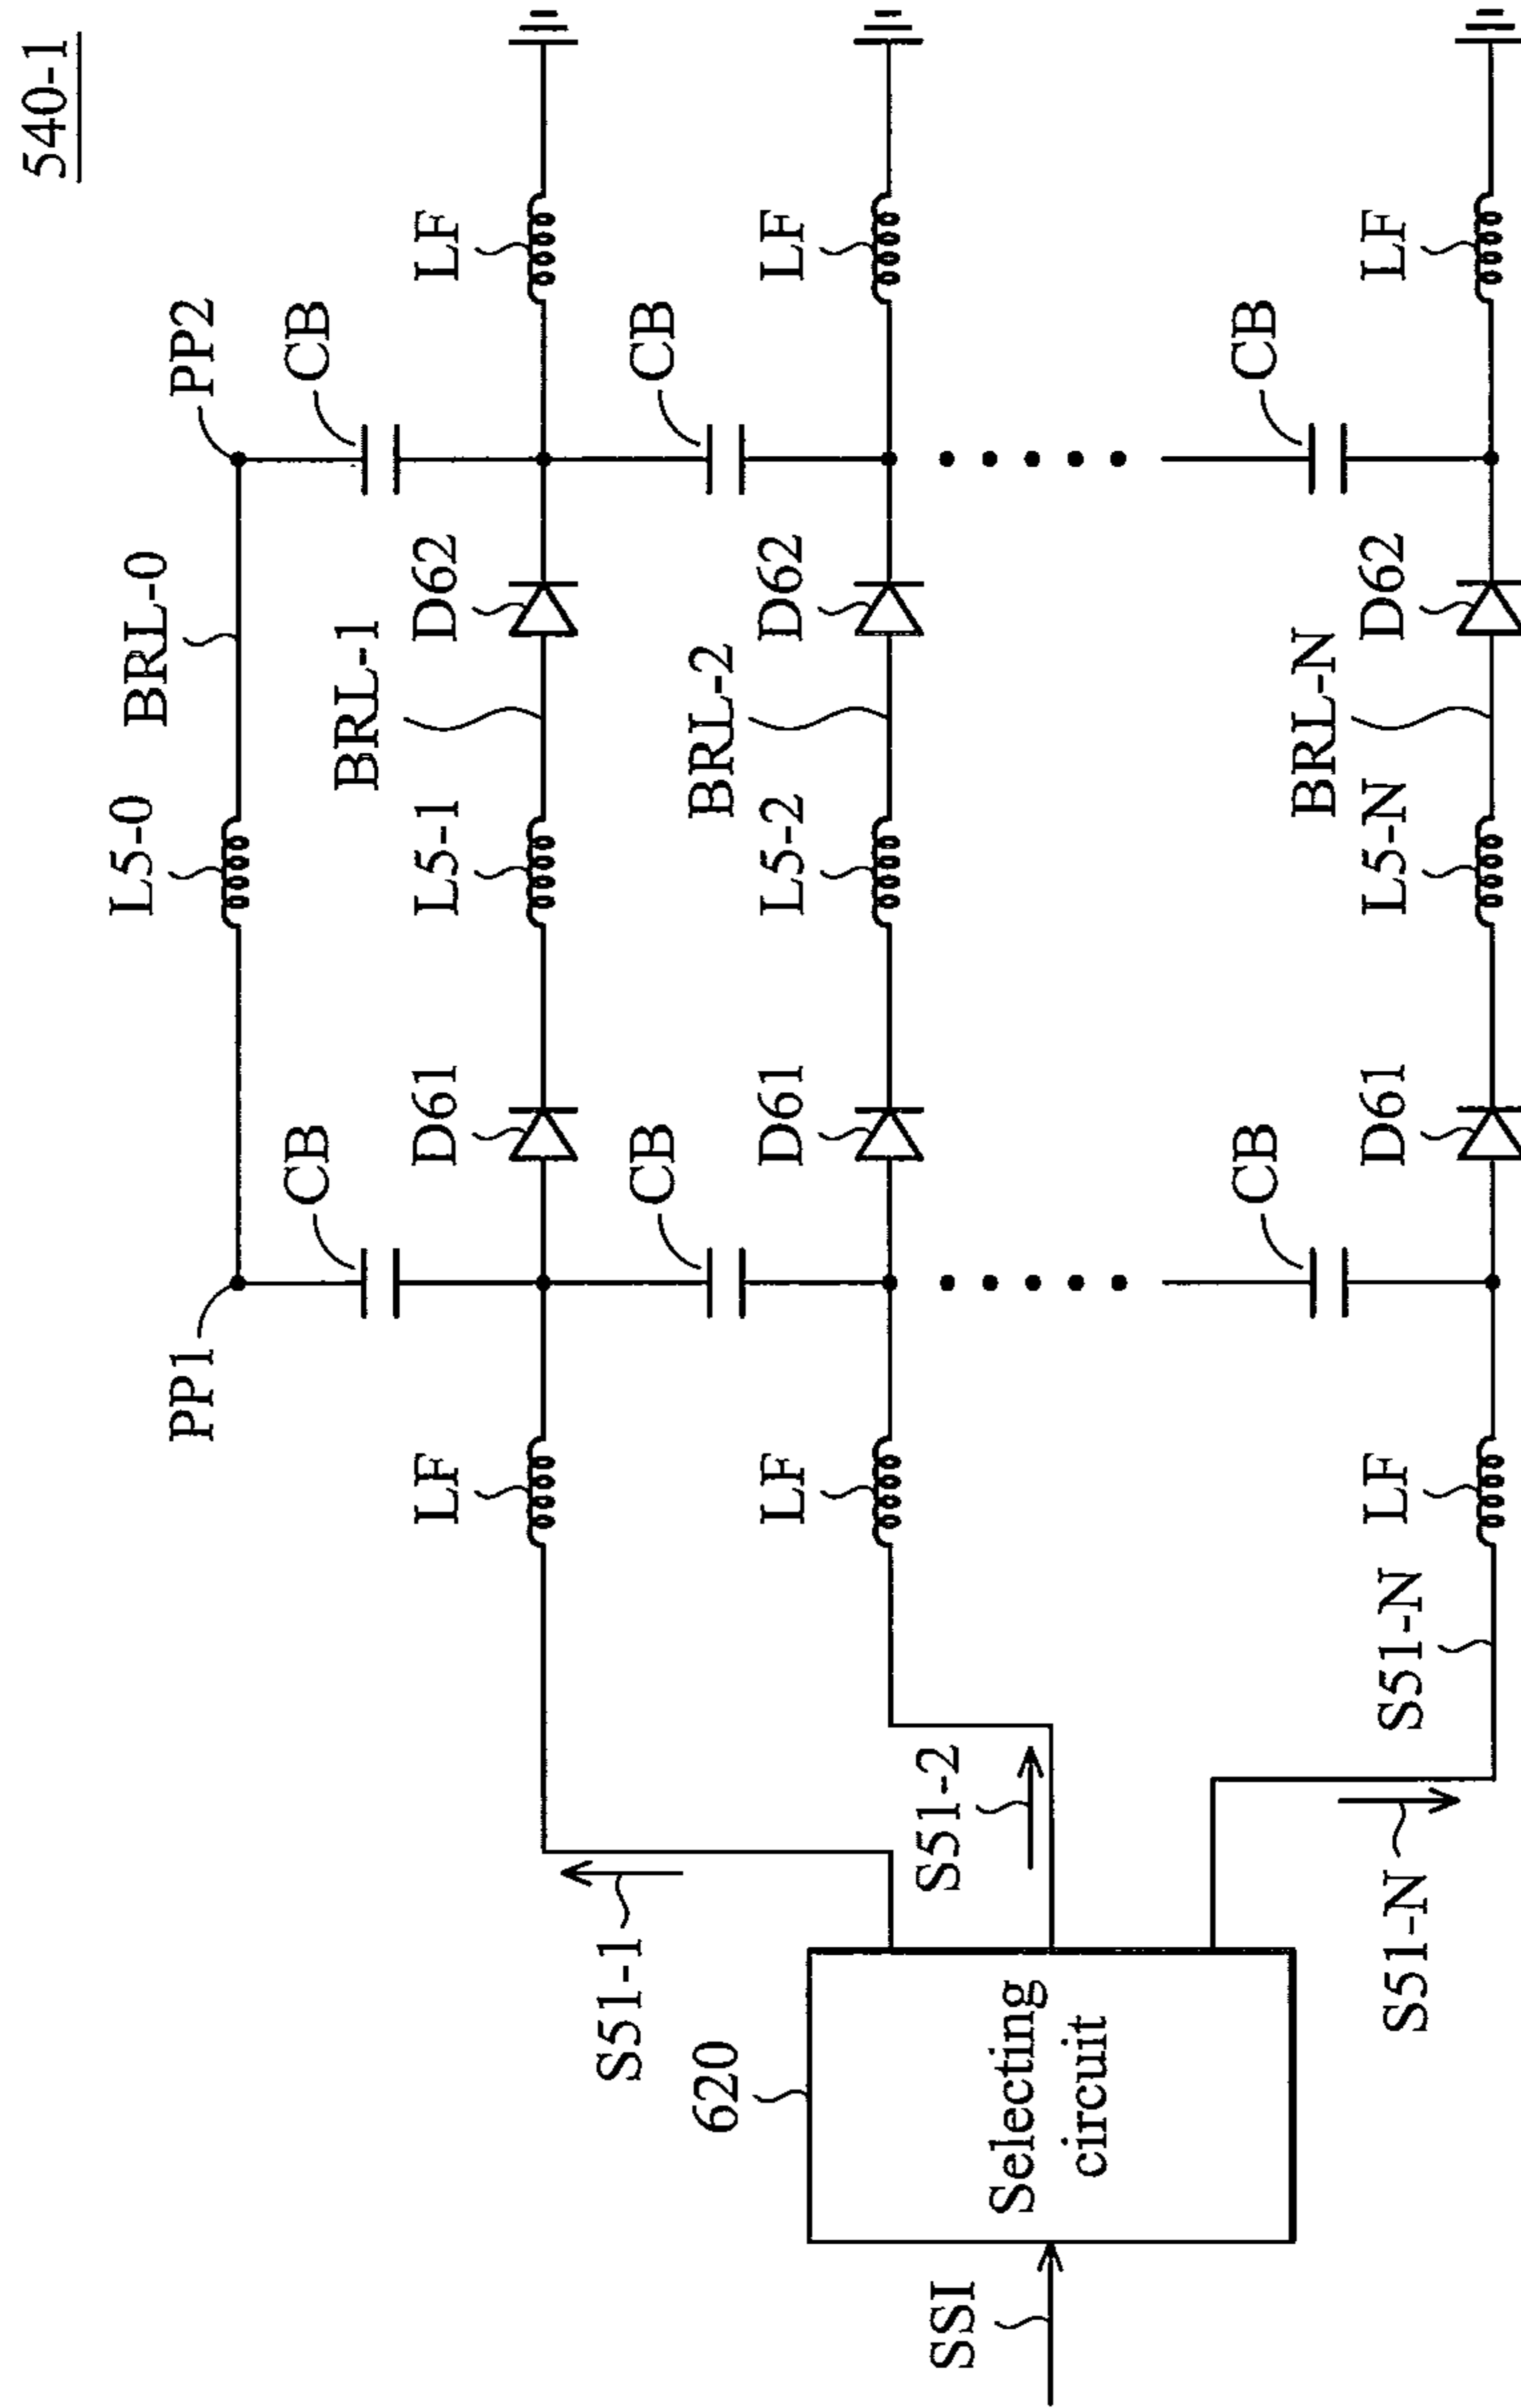 540-1
PP1
L5-0
BRL-0
PP2
CB
CB
LF
D61
L5-1
BRL-1
D62
LF
CB
CB
LF
D61
L5-2
BRL-2
D62
LF
CB
CB
S51-N
LF
D61
L5-N
BRL-N
D62
LF
S51-1
S51-2
S51-N
620
Selecting
circuit
SSI